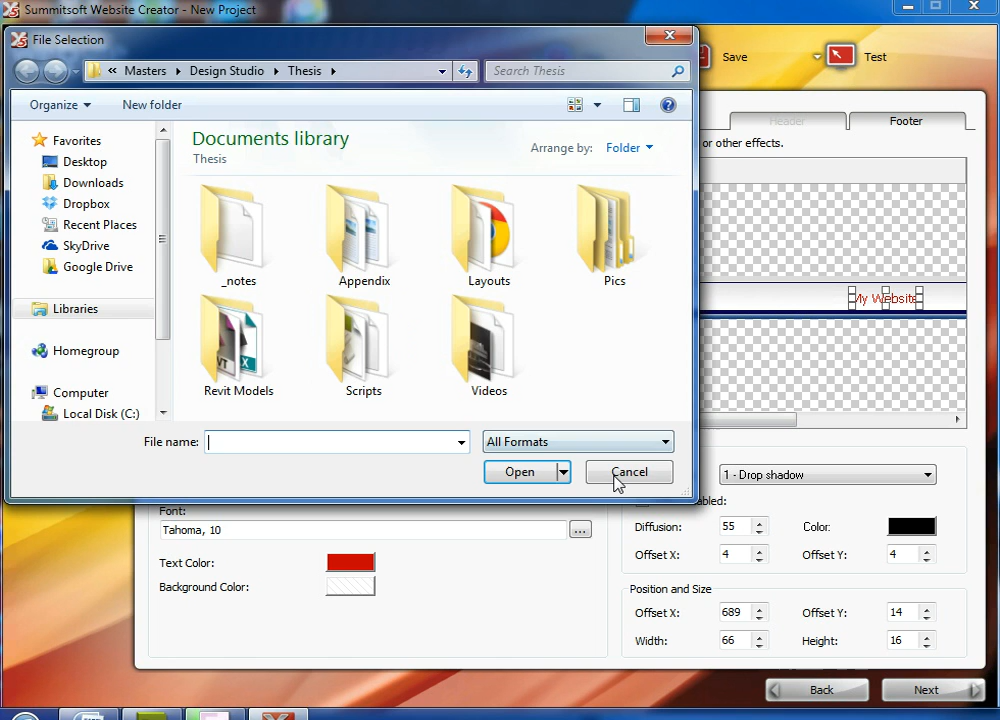 Summitsoft Website Creator - New Project
File Selection
« Masters Design Studio Thesis
Search Thesis
Save
Test
Organize
New folder
Header
Footer
or other effects.
Favorites
Desktop
Downloads
Dropbox
Recent Places
SkyDrive
Google Drive
Libraries
Homegroup
Computer
Local Disk (C:)
Documents library
Thesis
Arrange by: Folder
_notes
Appendix
Layouts
Pics
Revit Models
Scripts
Videos
My Website
File name:
All Formats
Open
Cancel
1 - Drop shadow
Font:
Tahoma, 10
...
Text Color:
Background Color:
Diffusion: 55
Color:
Offset X: 4
Offset Y: 4
Position and Size
Offset X: 689
Offset Y: 14
Width: 66
Height: 16
Back
Next